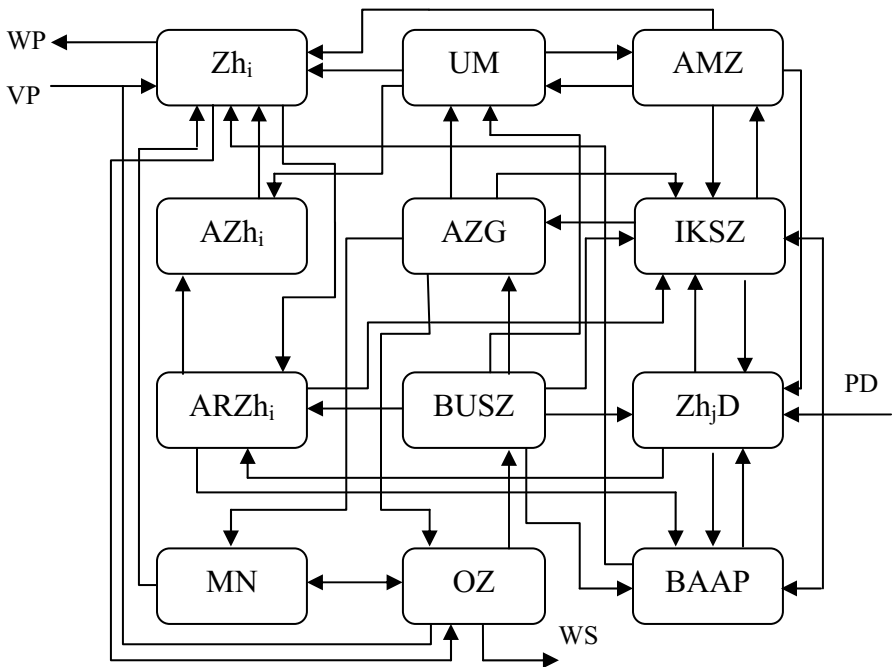 WP
Zhi
UM
AMZ
VP
AZhi
AZG
IKSZ
ARZhi
BUSZ
ZhjD
PD
MN
OZ
BAAP
WS